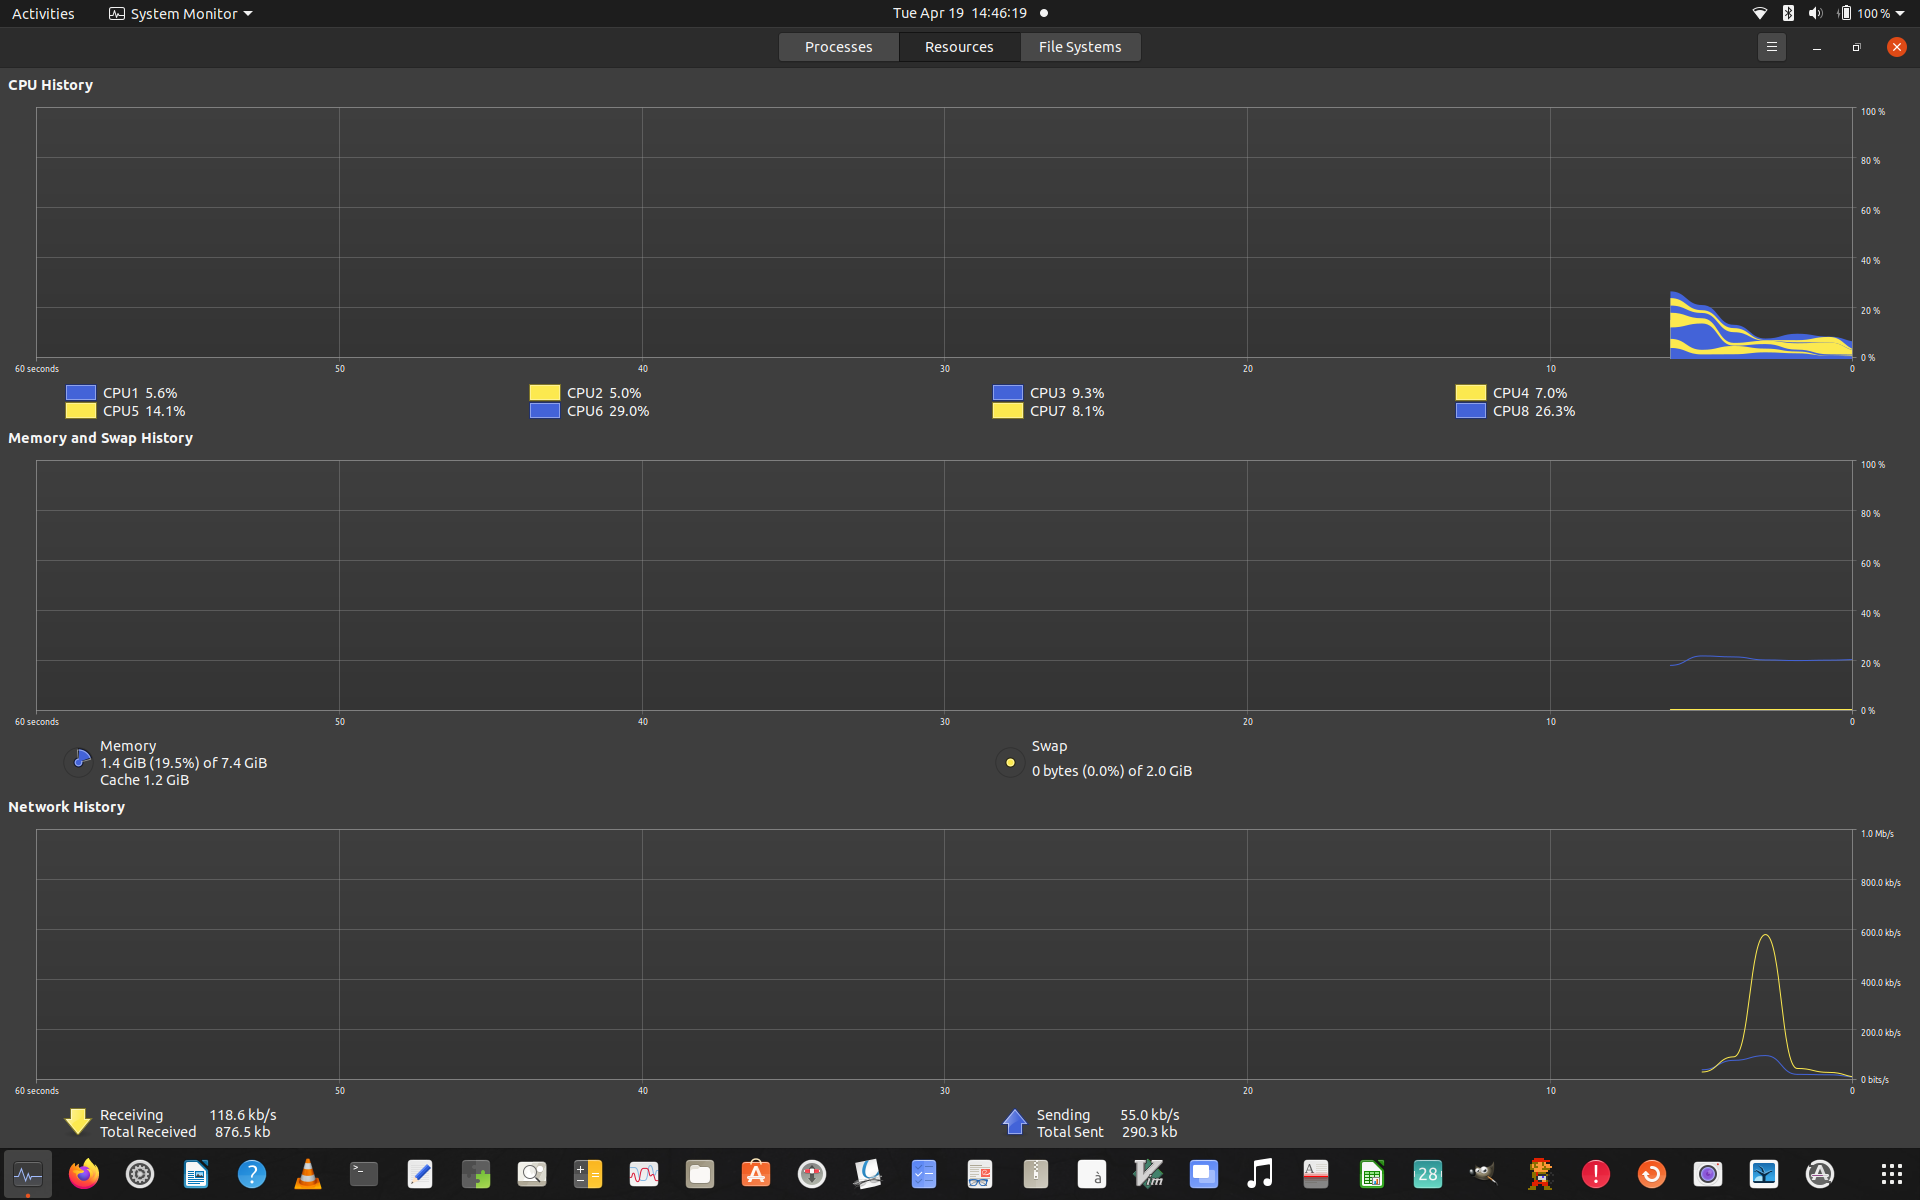 Activities
System Monitor
Tue Apr 19 14:46:19
100 %
Processes
Resources
File Systems
CPU History
100 %
80 %
60 %
40 %
20 %
0 %
60 seconds
50
40
30
20
10
0
CPU1 5.6%
CPU2 5.0%
CPU3 9.3%
CPU4 7.0%
CPU5 14.1%
CPU6 29.0%
CPU7 8.1%
CPU8 26.3%
Memory and Swap History
100 %
80 %
60 %
40 %
20 %
0 %
60 seconds
50
40
30
20
10
0
Memory
1.4 GiB (19.5%) of 7.4 GiB
Cache 1.2 GiB
Swap
0 bytes (0.0%) of 2.0 GiB
Network History
1.0 Mb/s
800.0 kb/s
600.0 kb/s
400.0 kb/s
200.0 kb/s
0 bits/s
60 seconds
50
40
30
20
10
0
Receiving 118.6 kb/s
Total Received 876.5 kb
Sending 55.0 kb/s
Total Sent 290.3 kb
?
>_
à
Vim
A
28
!